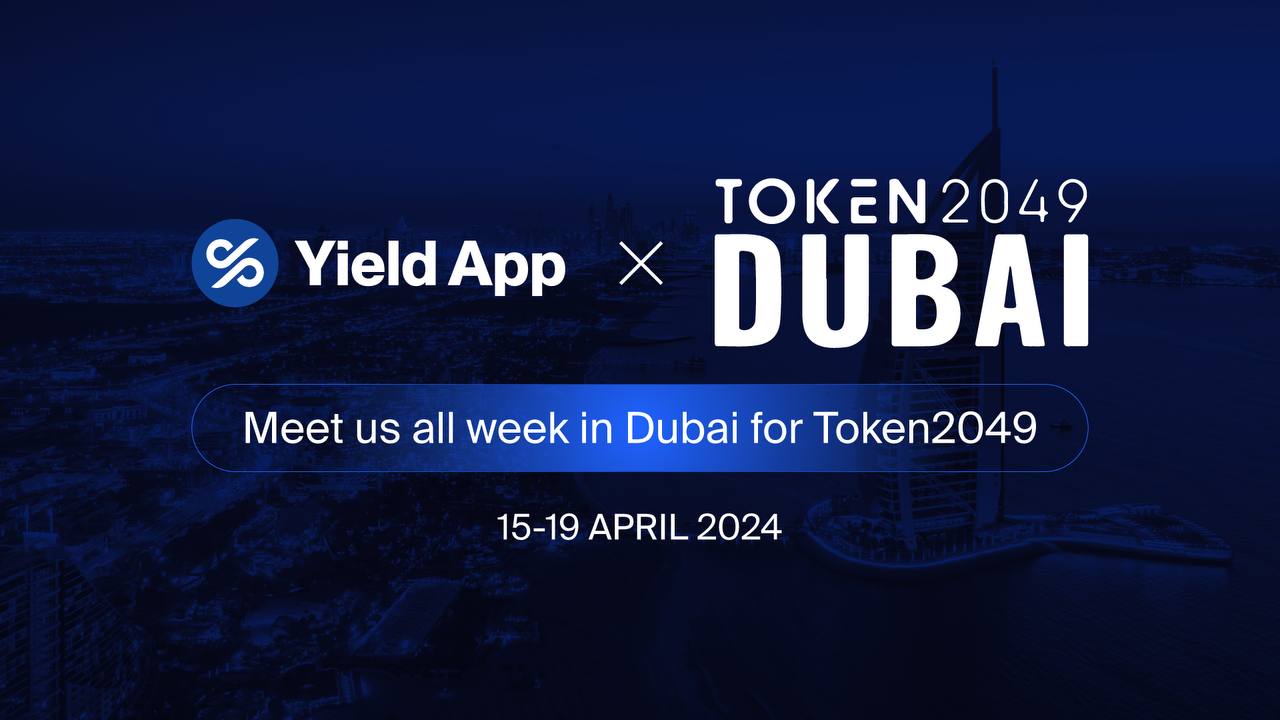 Yield App
TOKEN2049
DUBAI
Meet us all week in Dubai for Token2049
15-19 APRIL 2024